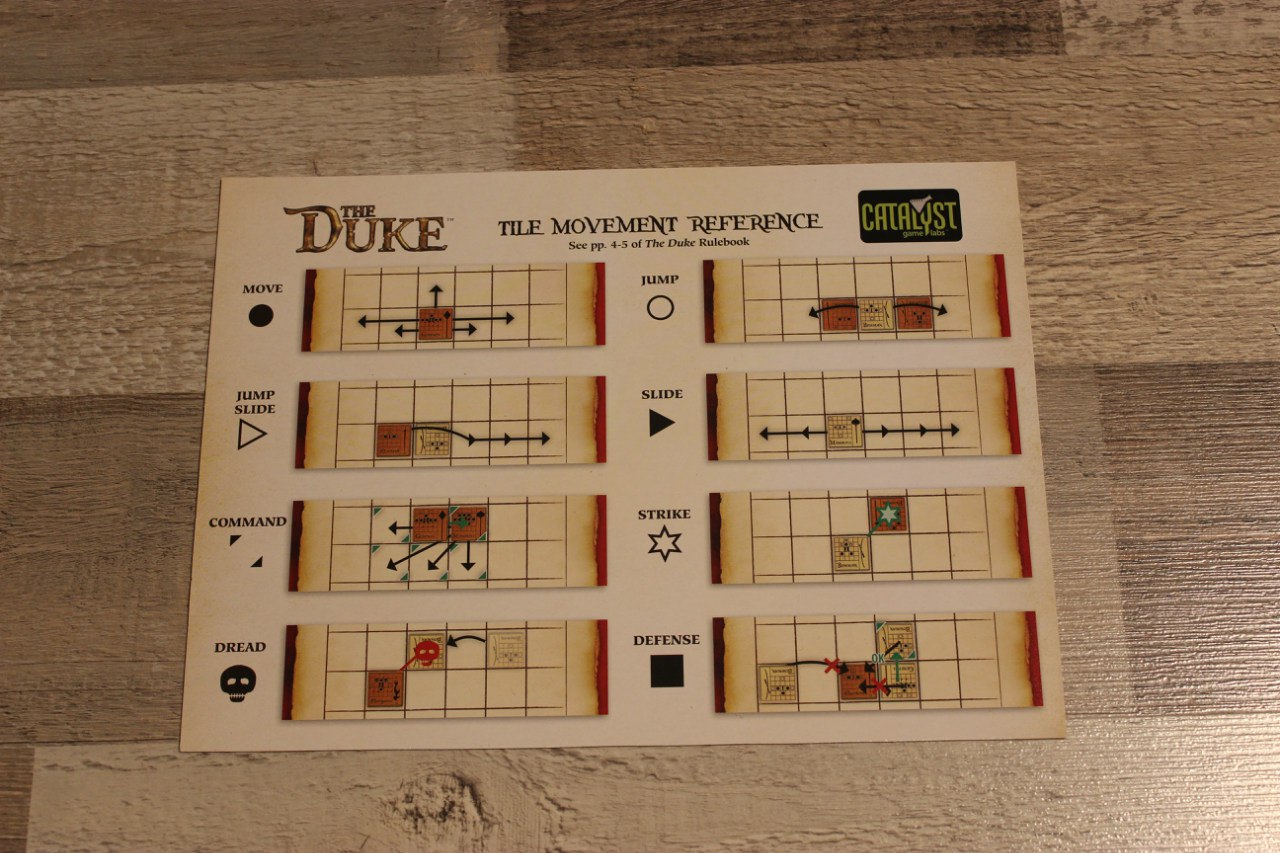 THE
DUKE™
TILE MOVEMENT REFERENCE
See pp. 4-5 of The Duke Rulebook
CATALYST
game labs
MOVE
JUMP
JUMP
SLIDE
SLIDE
COMMAND
STRIKE
DREAD
DEFENSE
OK